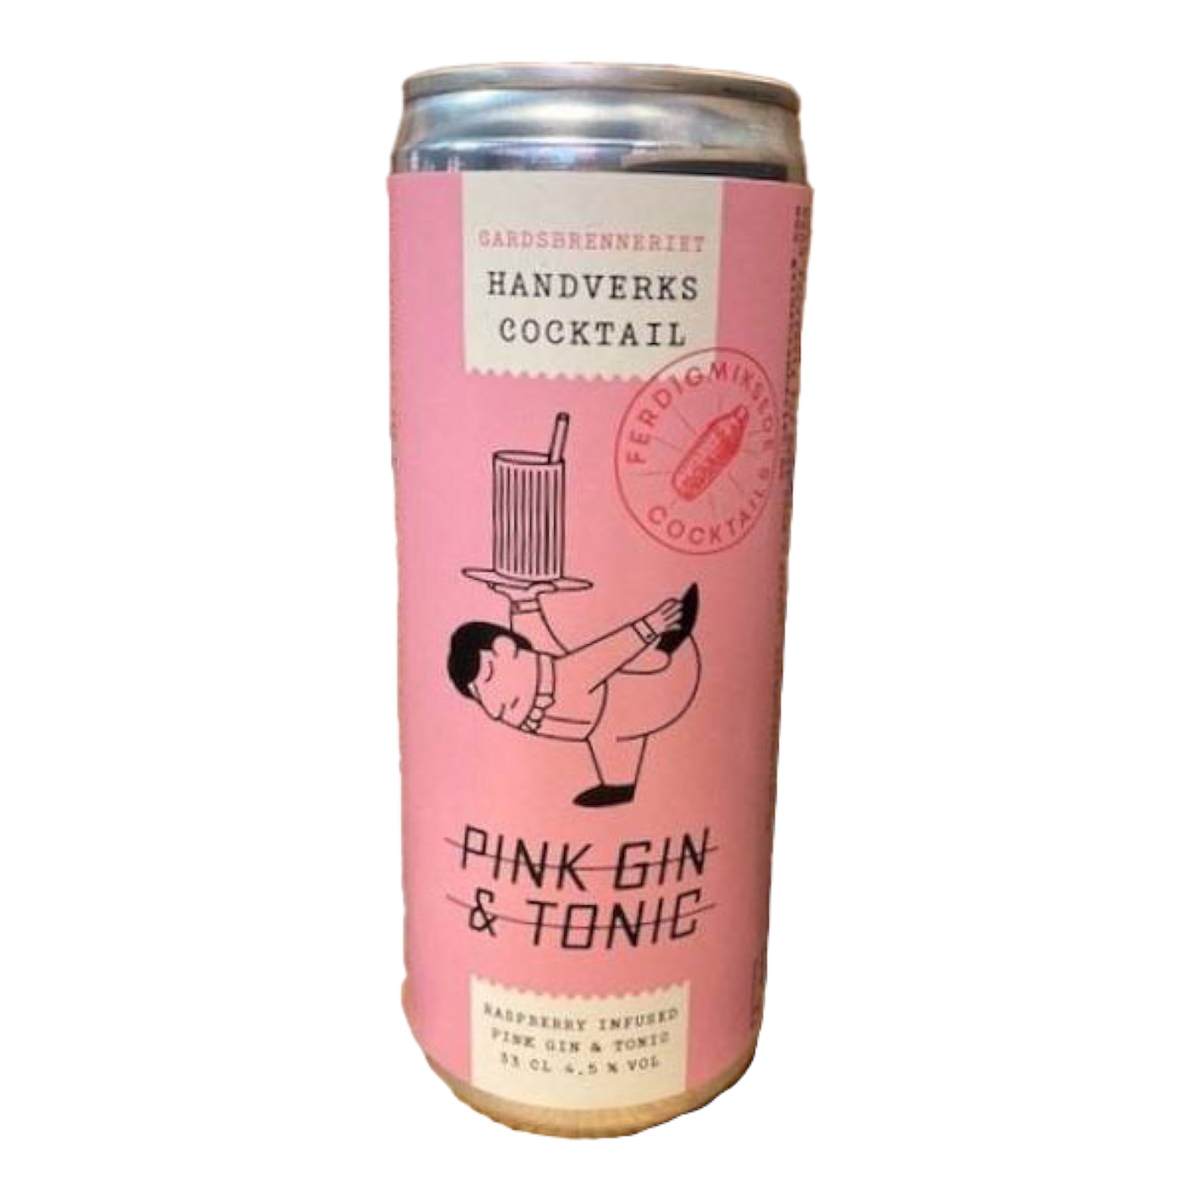 GARDSBRENNERIET
HANDVERKS
COCKTAIL
FERDIGMIKSEDE
COCKTAILS
PINK GIN
& TONIC
RASPBERRY INFUSED
PINK GIN & TONIC
33 CL 4.5 % VOL